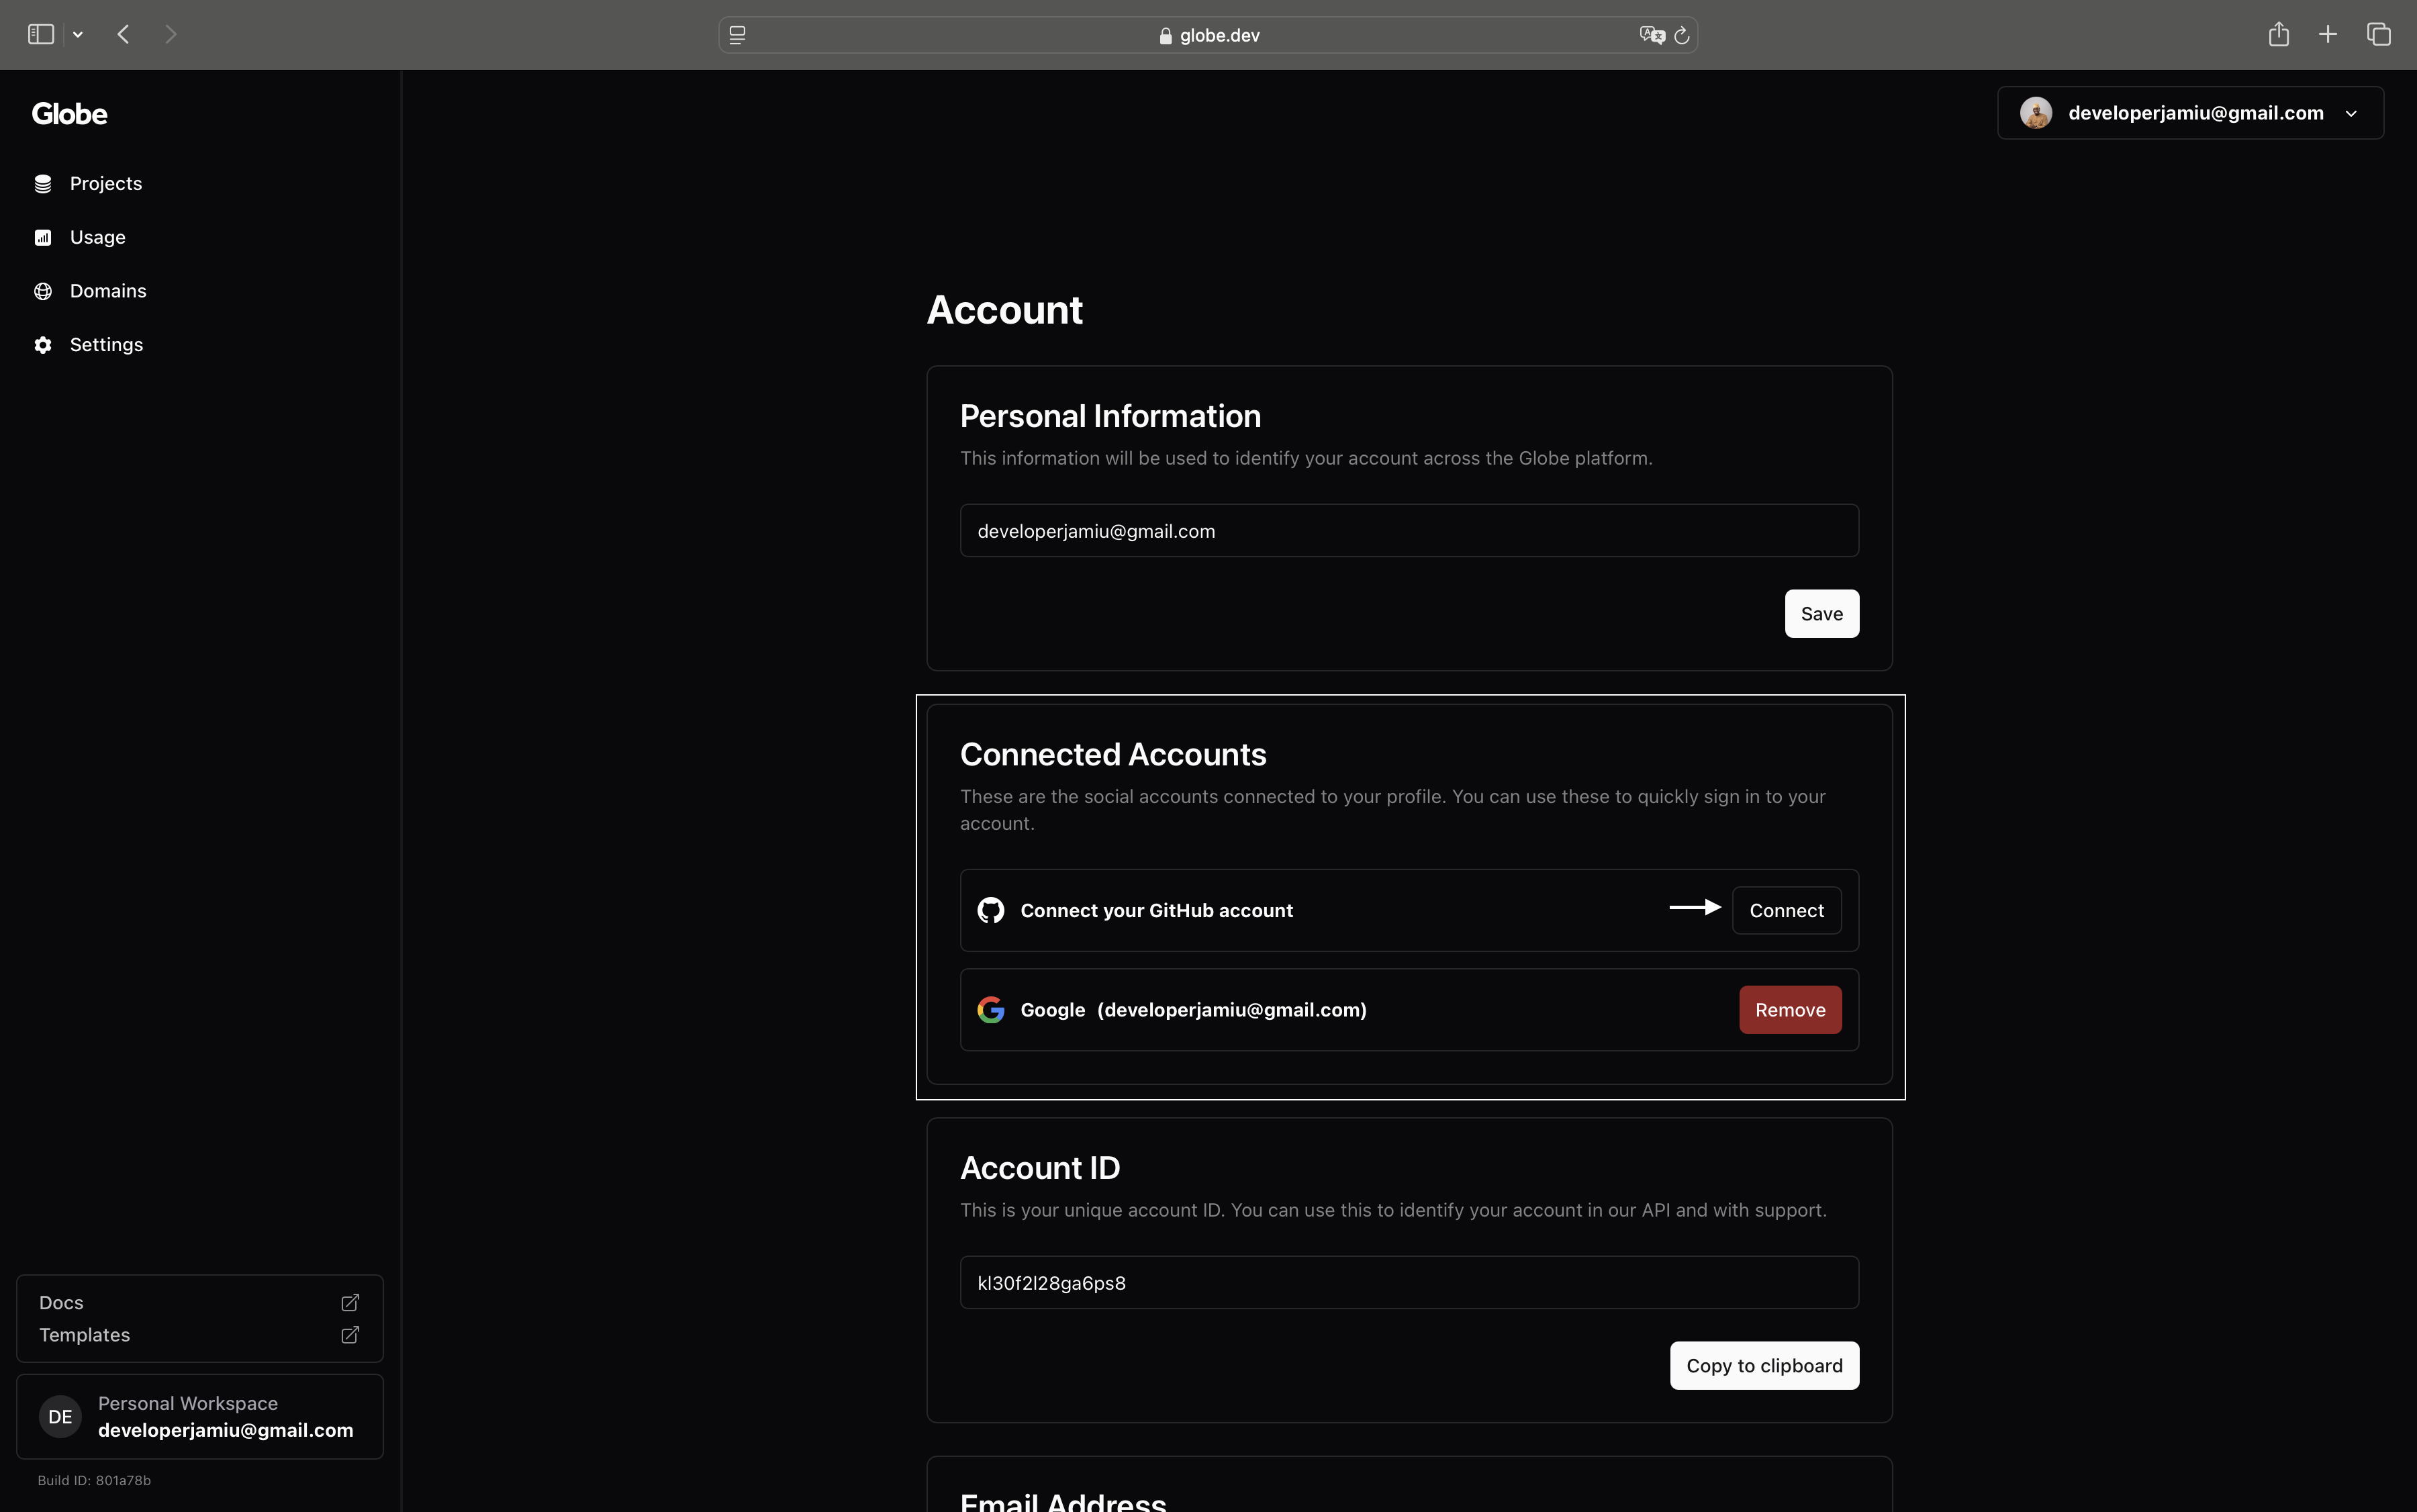 globe.dev
Globe
developerjamiu@gmail.com
Projects
Usage
Domains
Settings
Account
Personal Information
This information will be used to identify your account across the Globe platform.
developerjamiu@gmail.com
Save
Connected Accounts
These are the social accounts connected to your profile. You can use these to quickly sign in to your
account.
Connect your GitHub account
Connect
Google (developerjamiu@gmail.com)
Remove
Account ID
This is your unique account ID. You can use this to identify your account in our API and with support.
kl30f2l28ga6ps8
Copy to clipboard
Email Address
Docs
Templates
DE
Personal Workspace
developerjamiu@gmail.com
Build ID: 801a78b